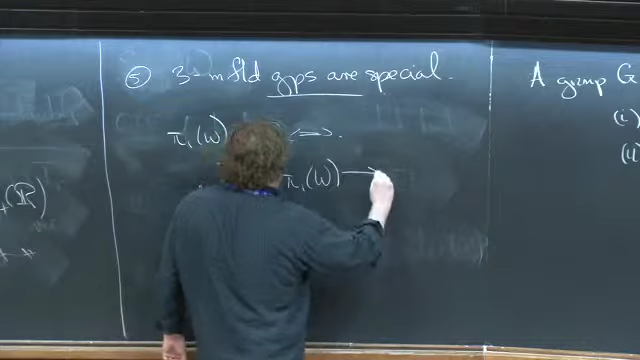 ⑤ 3-mfld gps are special.
π₁(W) ⟺
π₁(W) →
(ℝ)
A group G
(i)
(ii)